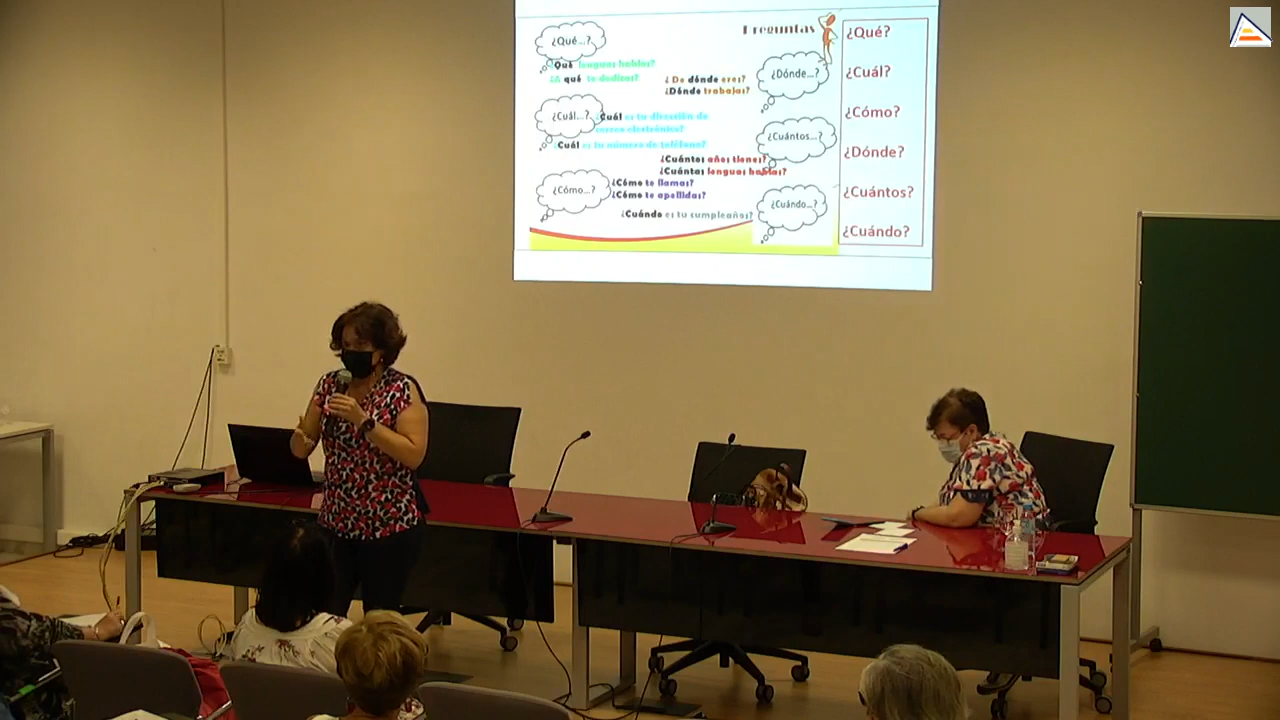 Preguntas
¿Qué...?
¿Qué lenguas hablas?
¿A qué te dedicas?
¿Dónde...?
¿De dónde eres?
¿Dónde trabajas?
¿Cuál...?
¿Cuál es tu dirección de
correo electrónico?
¿Cuál es tu número de teléfono?
¿Cuántos...?
¿Cuántos años tienes?
¿Cuántas lenguas hablas?
¿Cómo...?
¿Cómo te llamas?
¿Cómo te apellidas?
¿Cuándo...?
¿Cuándo es tu cumpleaños?
¿Qué?
¿Cuál?
¿Cómo?
¿Dónde?
¿Cuántos?
¿Cuándo?